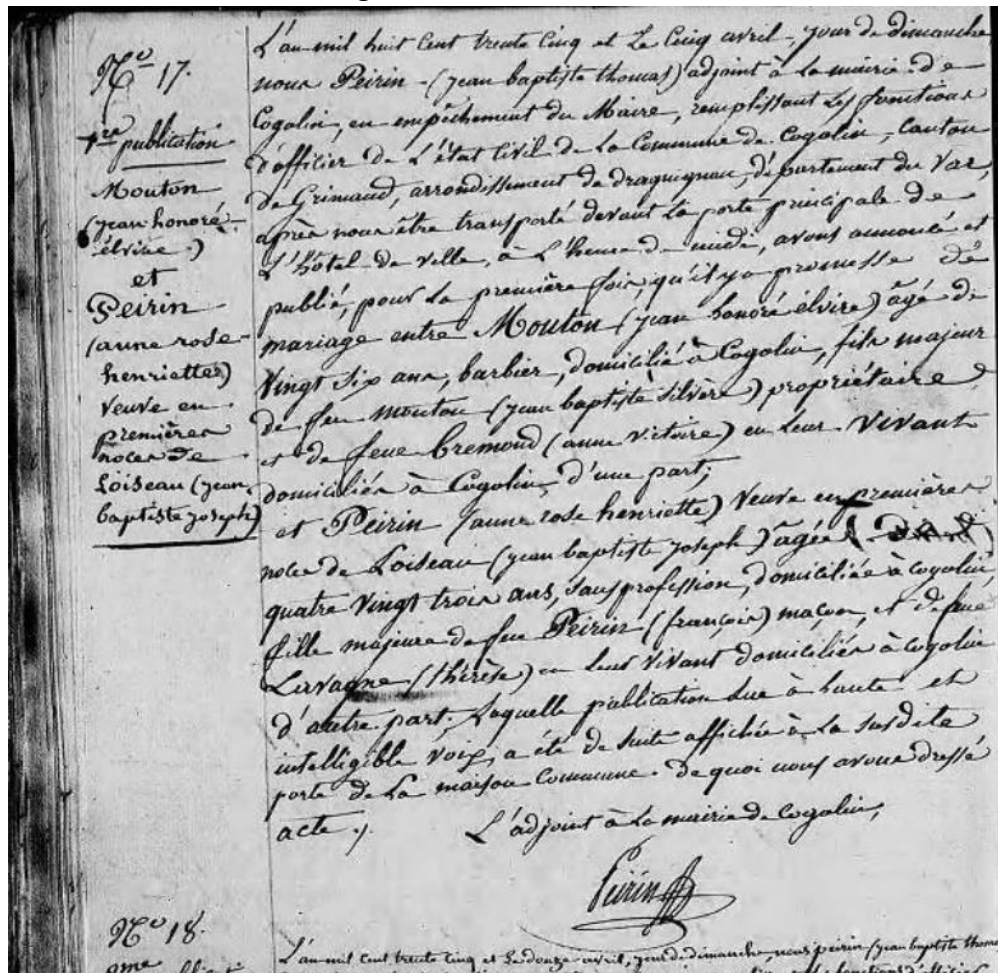 N.º 17.
1.re publication
Mouton
(jean honoré
élvire.)
et
Peirin
(anne rose
henriette)
veuve en
premières
noces de
Loiseau (jean
baptiste joseph)
L'an mil huit cent trente cinq et le cinq avril, jour de dimanche
nous Peirin (jean baptiste thomas) adjoint à la mairie de
Cogolin, en empêchement du Maire, remplissant les fonctions
d'officier de l'état civil de la commune de Cogolin, canton
de Grimaud, arrondissement de draguignan, département du Var,
après nous être transporté devant la porte principale de
l'hôtel de ville, à l'heure de midi, avons annoncé et
publié, pour la première fois, qu'il y a promesse de
mariage entre Mouton (jean honoré élvire) âgé de
vingt six ans, barbier, domicilié à Cogolin, fils majeur
de feu Mouton (jean baptiste silvère) propriétaire
et de feue Bremond (anne victoire) en leur vivant
domiciliés à Cogolin, d'une part;
et Peirin (anne rose henriette) veuve en premières
noces de Loiseau (jean baptiste joseph) âgée
quatre vingt trois ans, sans profession, domiciliée à cogolin,
fille majeure de feu Peirin (françois) maçon, et de feue
(thérèse) en leur vivant domiciliés à cogolin
d'autre part; Laquelle publication lue à haute et
intelligible voix, a été de suite affichée à la susdite
porte de la maison commune. de quoi nous avons dressé
acte./.
L'adjoint à la mairie de cogolin,
Peirin
N.º 18.
2me
L'an mil cent trente cinq et le douze avril, jour de dimanche, nous peirin (jean baptiste